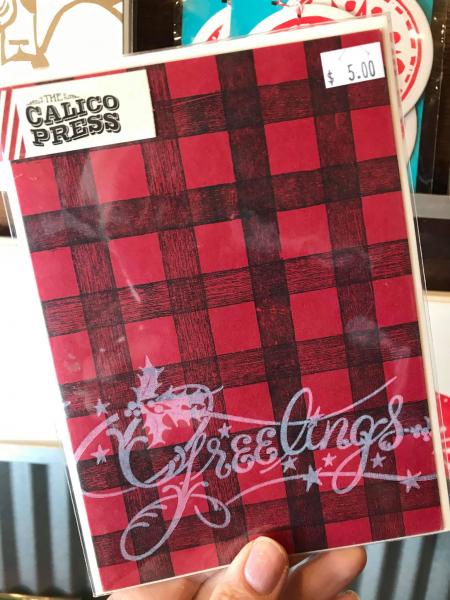 THE
CALICO
PRESS
$ 5.00
Greetings